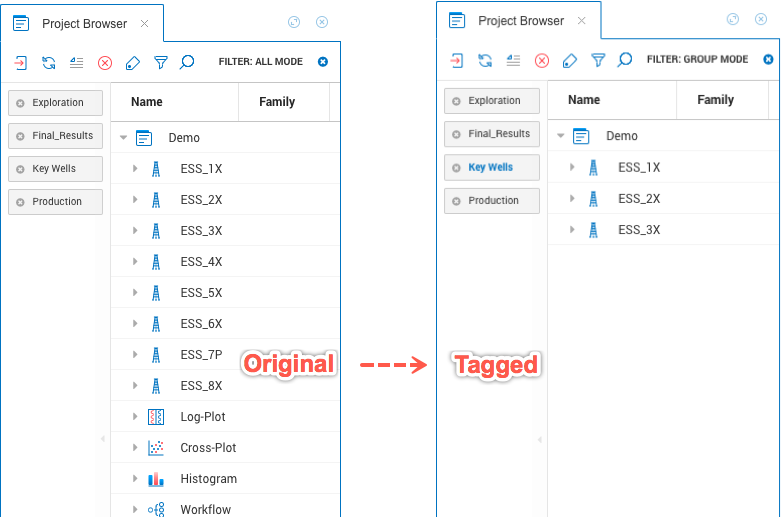 Project Browser
FILTER: ALL MODE
Exploration
Final_Results
Key Wells
Production
Name Family
Demo
ESS_1X
ESS_2X
ESS_3X
ESS_4X
ESS_5X
ESS_6X
ESS_7P
ESS_8X
Log-Plot
Cross-Plot
Histogram
Workflow
Original
Tagged
Project Browser
FILTER: GROUP MODE
Exploration
Final_Results
Key Wells
Production
Name Family
Demo
ESS_1X
ESS_2X
ESS_3X